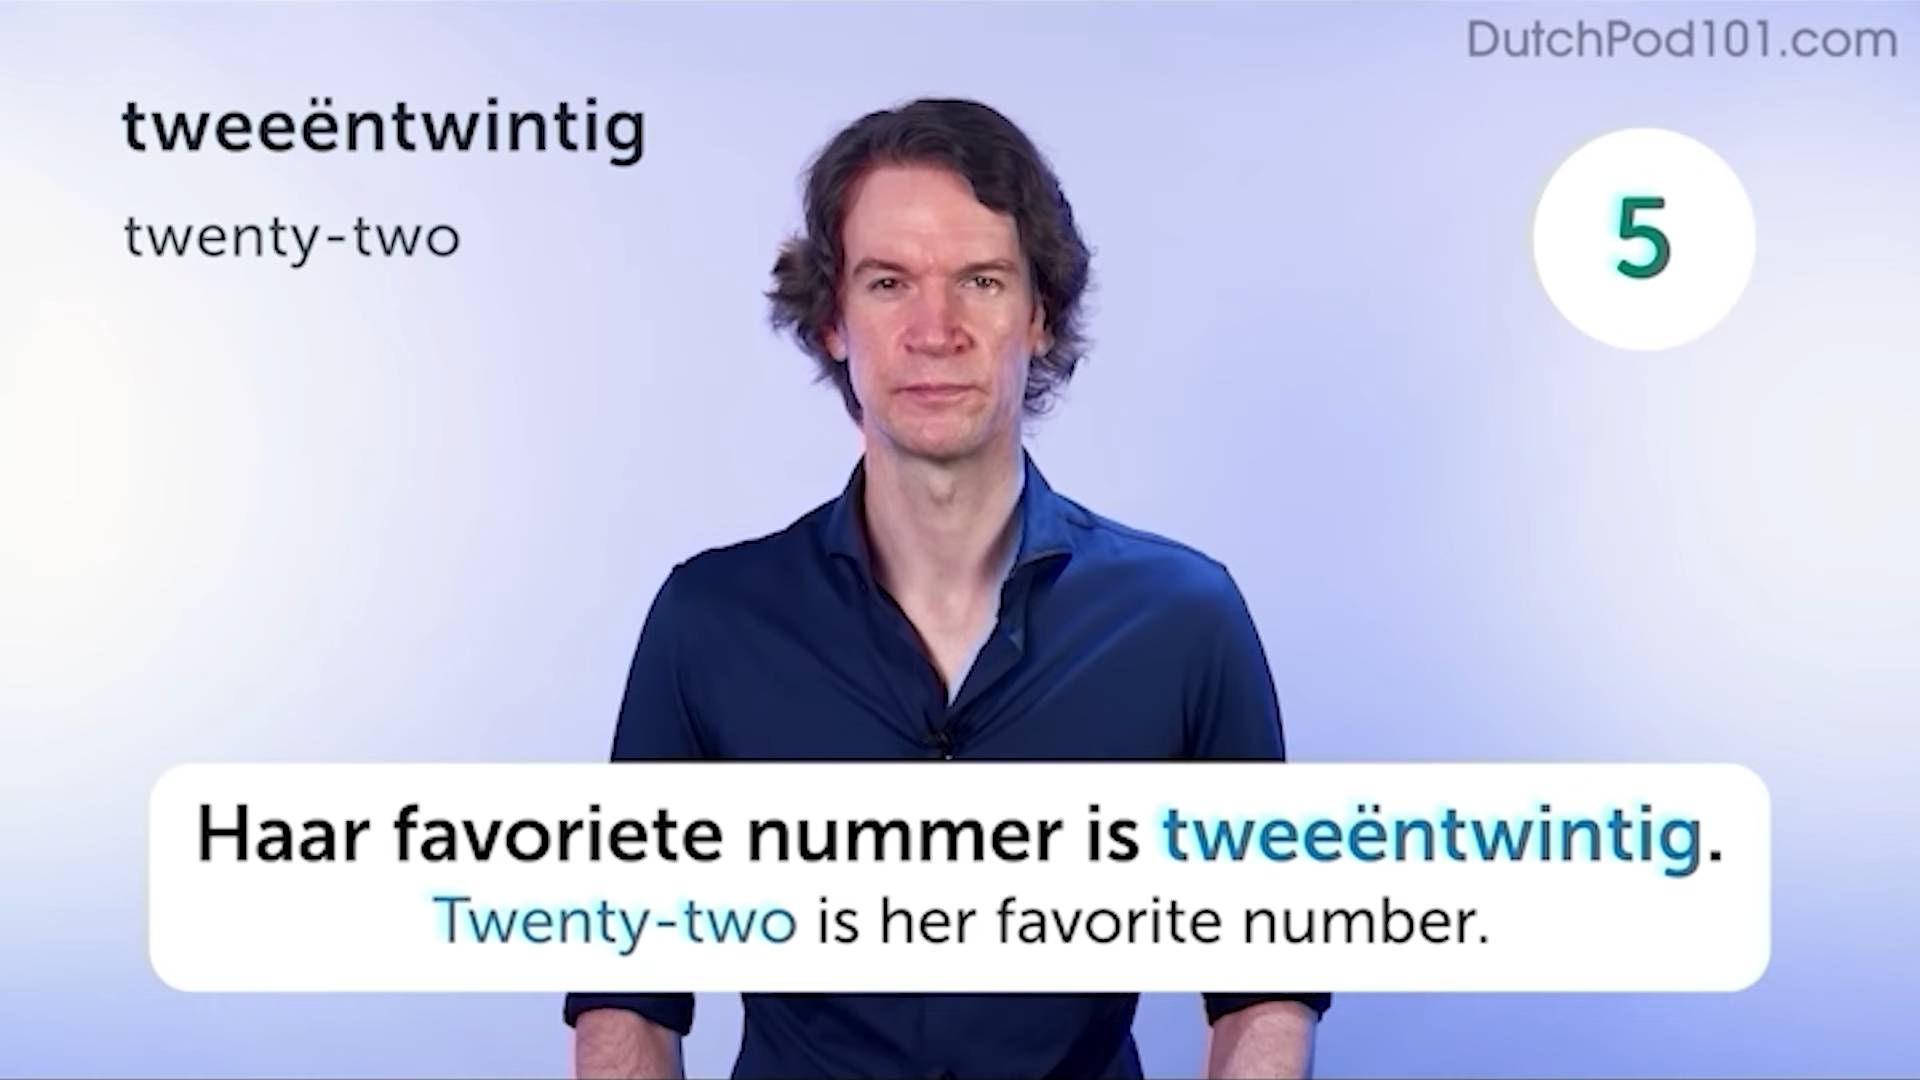 DutchPod101.com
tweeëntwintig
twenty-two
5
Haar favoriete nummer is tweeëntwintig.
Twenty-two is her favorite number.